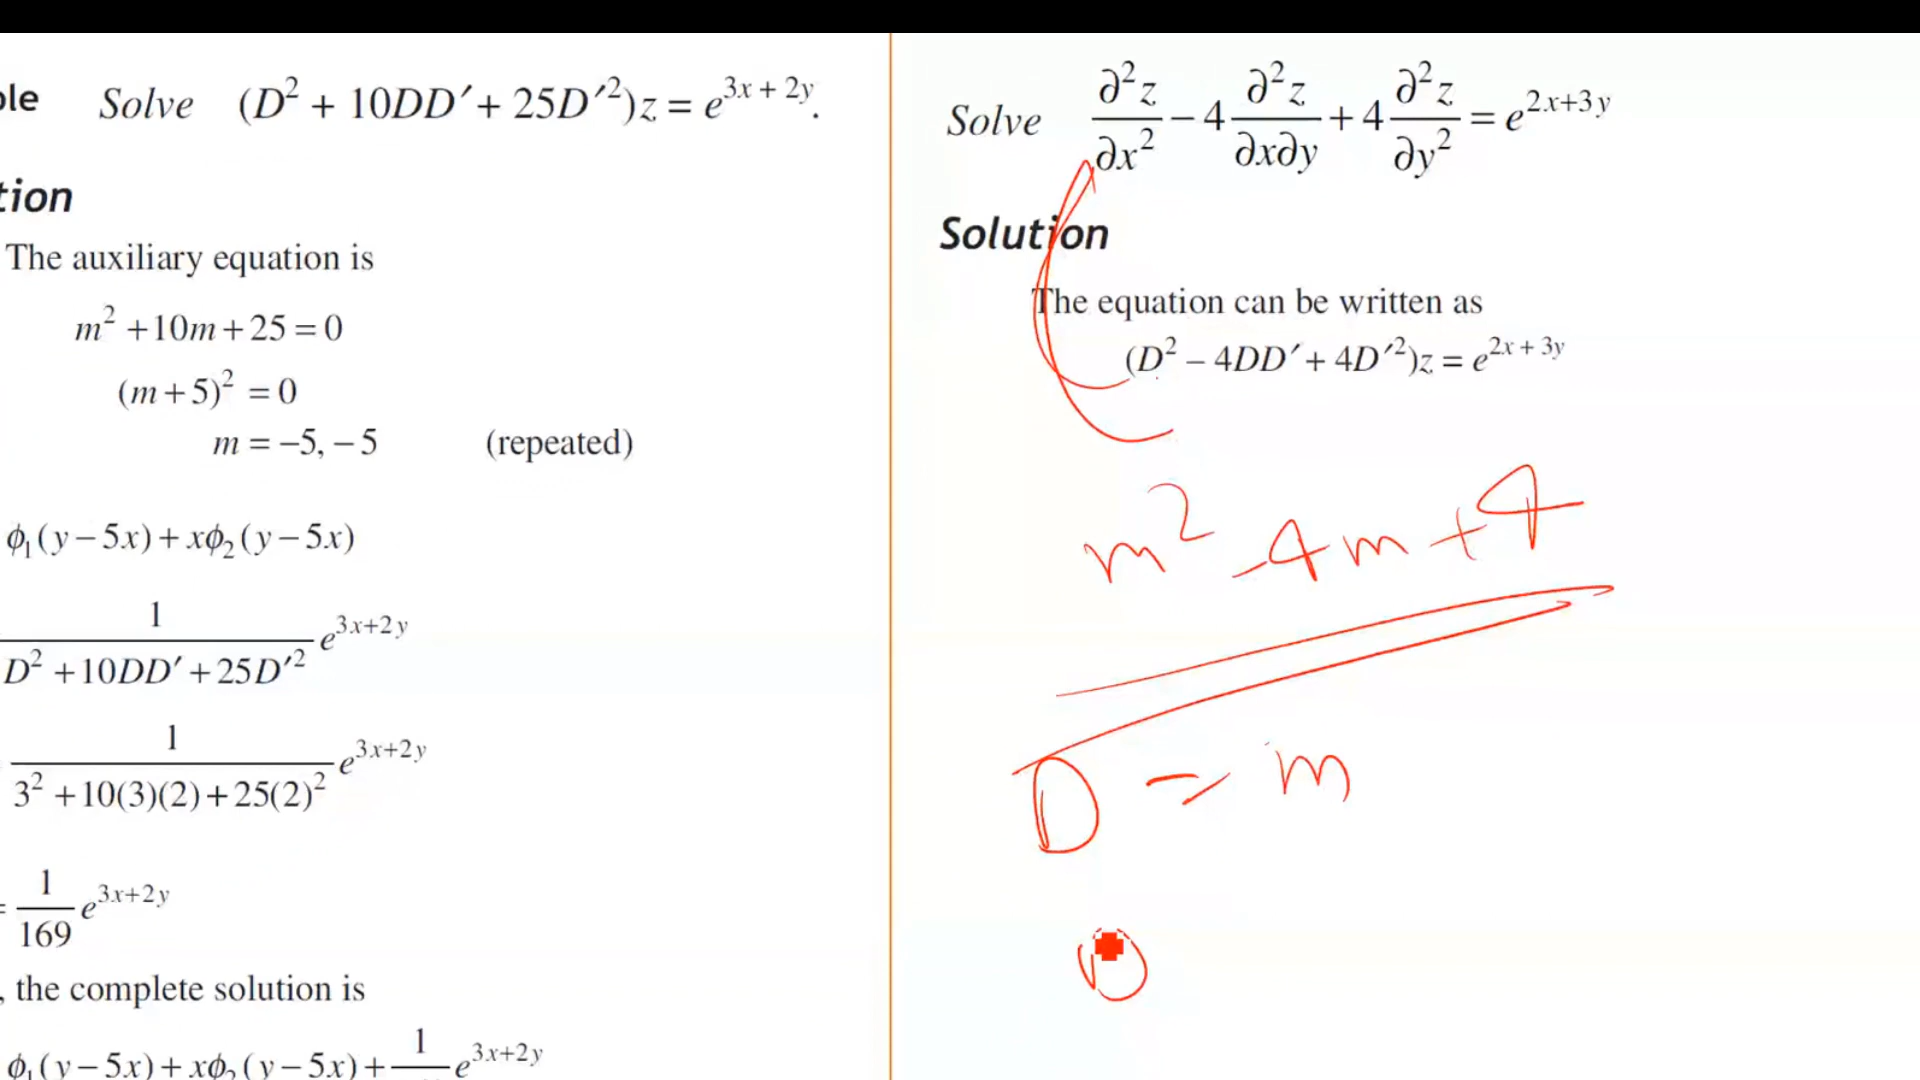 ple Solve (D² + 10DD′ + 25D′²)z = e^{3x + 2y}.
tion
The auxiliary equation is
m² + 10m + 25 = 0
(m + 5)² = 0
m = –5, – 5 (repeated)
ϕ₁(y – 5x) + xϕ₂(y – 5x)
1/(D² + 10DD′ + 25D′²) e^{3x+2y}
1/(3² + 10(3)(2) + 25(2)²) e^{3x+2y}
= 1/169 e^{3x+2y}
, the complete solution is
ϕ₁(y – 5x) + xϕ₂(y – 5x) + 1/ e^{3x+2y}
Solve ∂²z/∂x² – 4 ∂²z/∂x∂y + 4 ∂²z/∂y² = e^{2x+3y}
Solution
The equation can be written as
(D² – 4DD′ + 4D′²)z = e^{2x + 3y}
m² - 4m + 4
D = m
D